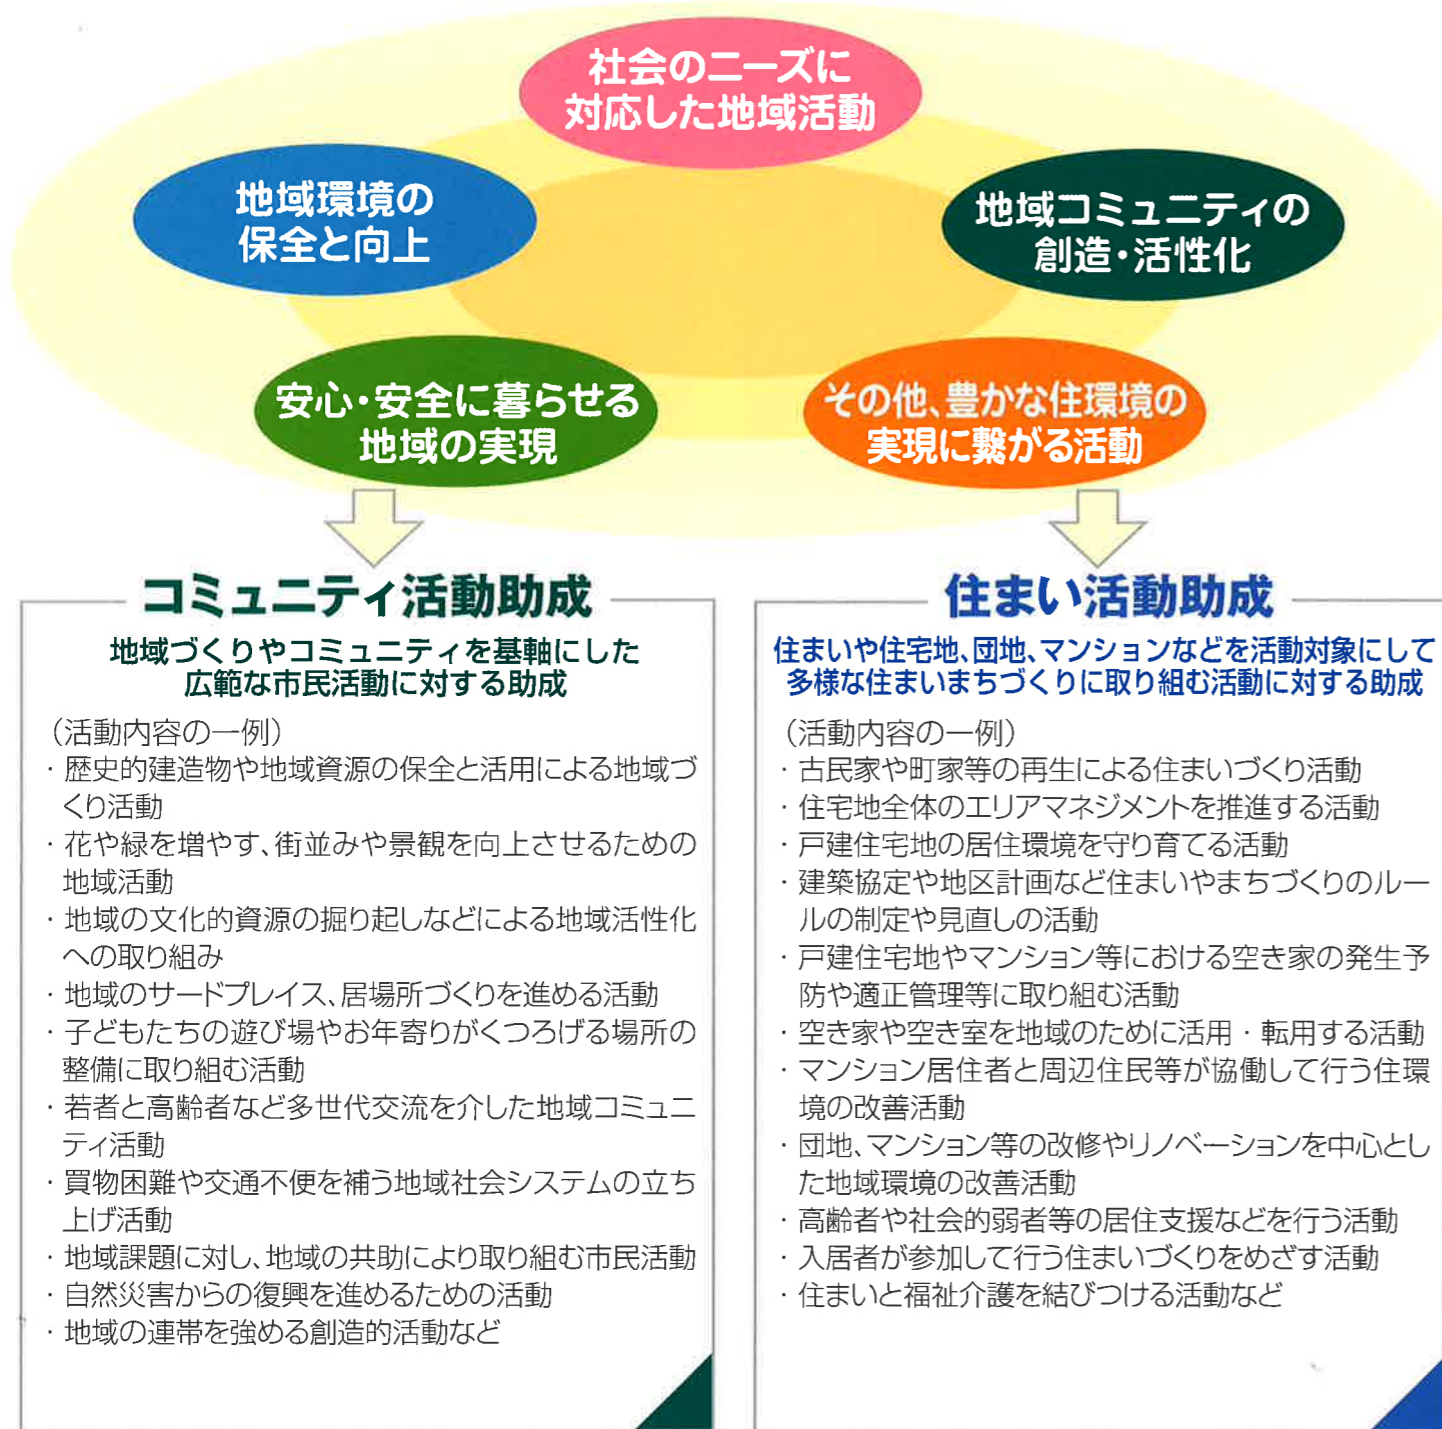 社会のニーズに
対応した地域活動
地域環境の
保全と向上
地域コミュニティの
創造・活性化
安心・安全に暮らせる
地域の実現
その他、豊かな住環境の
実現に繋がる活動
コミュニティ活動助成
地域づくりやコミュニティを基軸にした
広範な市民活動に対する助成
（活動内容の一例）
・歴史的建造物や地域資源の保全と活用による地域づ
くり活動
・花や緑を増やす、街並みや景観を向上させるための
地域活動
・地域の文化的資源の掘り起しなどによる地域活性化
への取り組み
・地域のサードプレイス、居場所づくりを進める活動
・子どもたちの遊び場やお年寄りがくつろげる場所の
整備に取り組む活動
・若者と高齢者など多世代交流を介した地域コミュニ
ティ活動
・買物困難や交通不便を補う地域社会システムの立ち
上げ活動
・地域課題に対し、地域の共助により取り組む市民活動
・自然災害からの復興を進めるための活動
・地域の連帯を強める創造的活動など
住まい活動助成
住まいや住宅地、団地、マンションなどを活動対象にして
多様な住まいまちづくりに取り組む活動に対する助成
（活動内容の一例）
・古民家や町家等の再生による住まいづくり活動
・住宅地全体のエリアマネジメントを推進する活動
・戸建住宅地の居住環境を守り育てる活動
・建築協定や地区計画など住まいやまちづくりのルー
ルの制定や見直しの活動
・戸建住宅地やマンション等における空き家の発生予
防や適正管理等に取り組む活動
・空き家や空き室を地域のために活用・転用する活動
・マンション居住者と周辺住民等が協働して行う住環
境の改善活動
・団地、マンション等の改修やリノベーションを中心とし
た地域環境の改善活動
・高齢者や社会的弱者等の居住支援などを行う活動
・入居者が参加して行う住まいづくりをめざす活動
・住まいと福祉介護を結びつける活動など